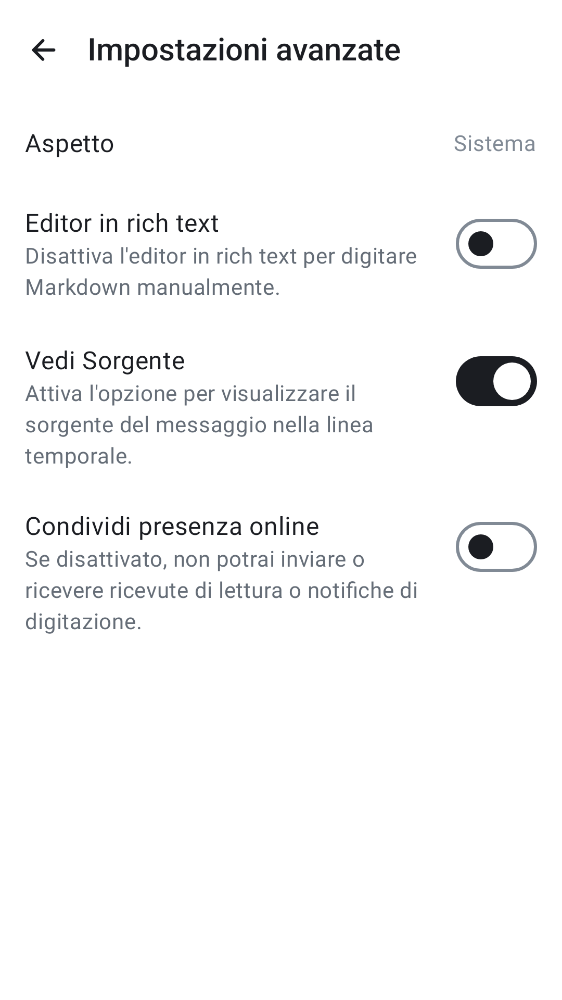 Impostazioni avanzate
Aspetto
Sistema
Editor in rich text
Disattiva l'editor in rich text per digitare
Markdown manualmente.
Vedi Sorgente
Attiva l'opzione per visualizzare il
sorgente del messaggio nella linea
temporale.
Condividi presenza online
Se disattivato, non potrai inviare o
ricevere ricevute di lettura o notifiche di
digitazione.